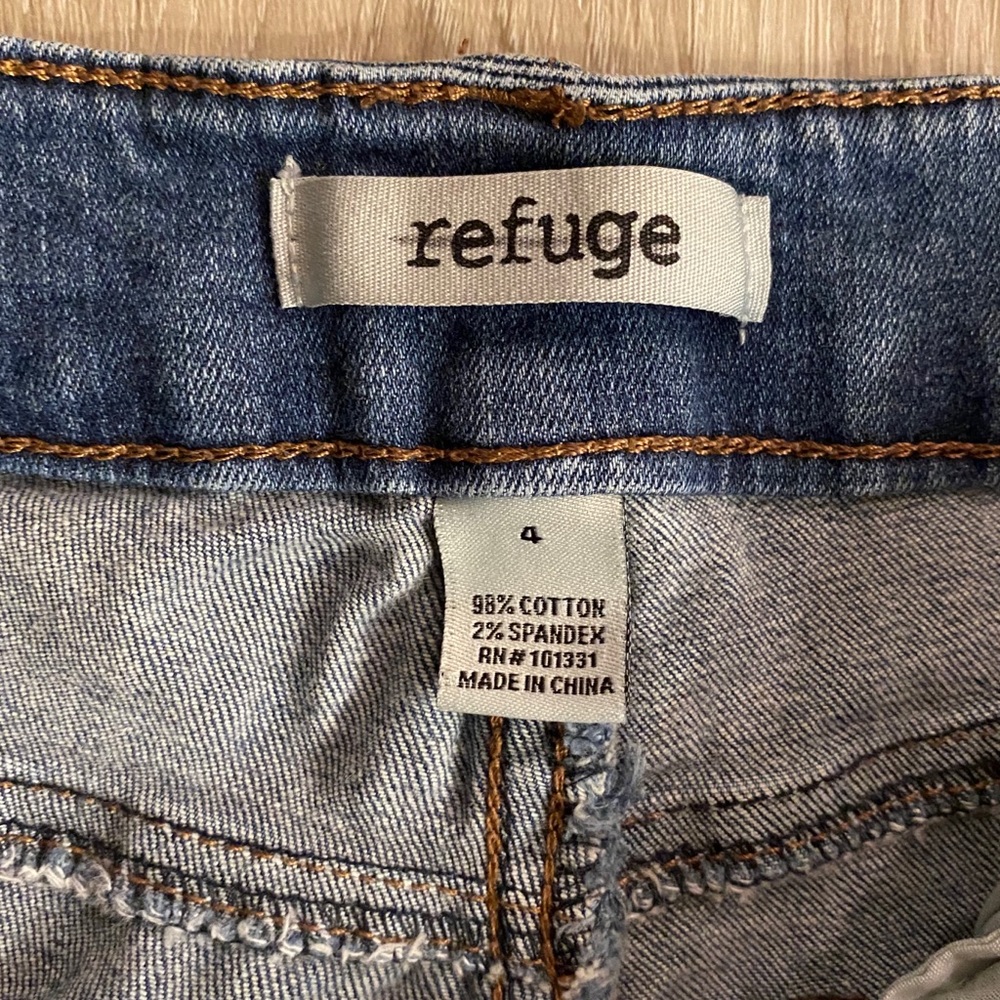 refuge
4
98% COTTON
2% SPANDEX
RN # 101331
MADE IN CHINA